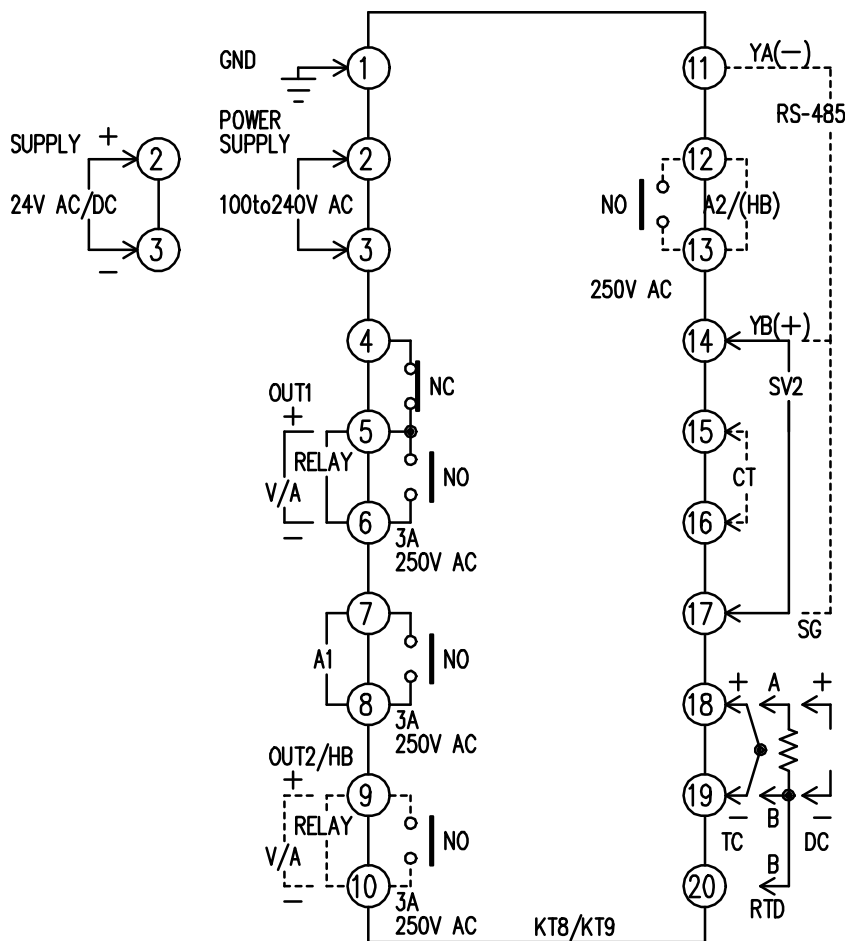 GND
1
POWER
SUPPLY
2
100to240V AC
3
SUPPLY
+
2
24V AC/DC
3
−
4
NC
OUT1
+
5
RELAY
NO
V/A
6
−
3A
250V AC
7
A1
NO
8
3A
250V AC
OUT2/HB
+
9
RELAY
NO
V/A
10
−
3A
250V AC
KT8/KT9
11
YA(−)
RS-485
12
NO
A2/(HB)
13
250V AC
14
YB(+)
SV2
15
CT
16
17
SG
18
+
A
+
19
−
B
−
TC
DC
B
20
RTD